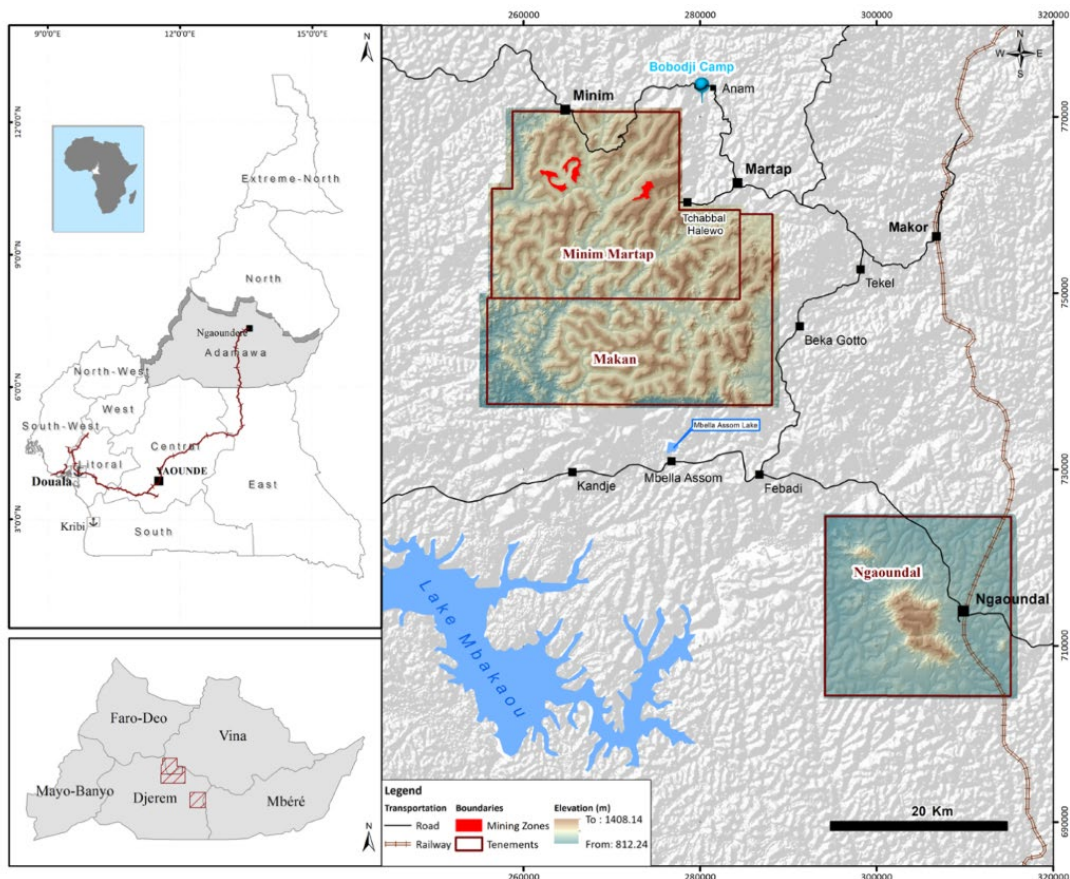 9°0'0"E
12°0'0"E
15°0'0"E
N
12°0'0"N
9°0'0"N
6°0'0"N
3°0'0"N
Extreme-North
North
Ngaoundere
Adamawa
North-West
West
South-West
Central
Litoral
YAOUNDE
Douala
East
Kribi
South
N
Faro-Deo
Vina
Mayo-Banyo
Djerem
Mbéré
260000
280000
300000
320000
N
W
E
S
770000
750000
730000
710000
690000
Bobodji Camp
Anam
Minim
Martap
Tchabbal
Halewo
Makor
Minim Martap
Tekel
Beka Gotto
Makan
Mbella Assom Lake
Kandje
Mbella Assom
Febadi
Ngaoundal
Ngaoundal
Lake Mbakaou
Legend
Transportation
Road
Railway
Boundaries
Mining Zones
Tenements
Elevation (m)
To : 1408.14
From: 812.24
20 Km
260000
280000
300000
320000